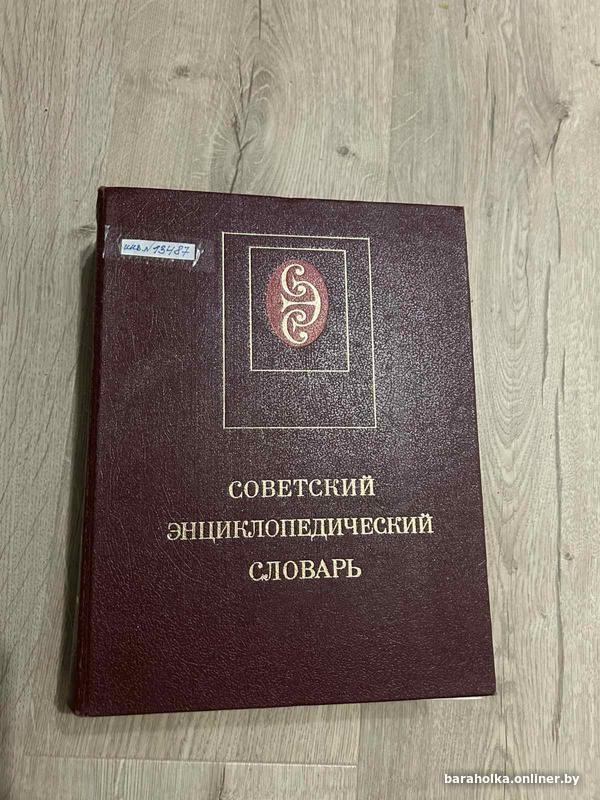 инв. № 13487
СОВЕТСКИЙ
ЭНЦИКЛОПЕДИЧЕСКИЙ
СЛОВАРЬ
baraholka.onliner.by